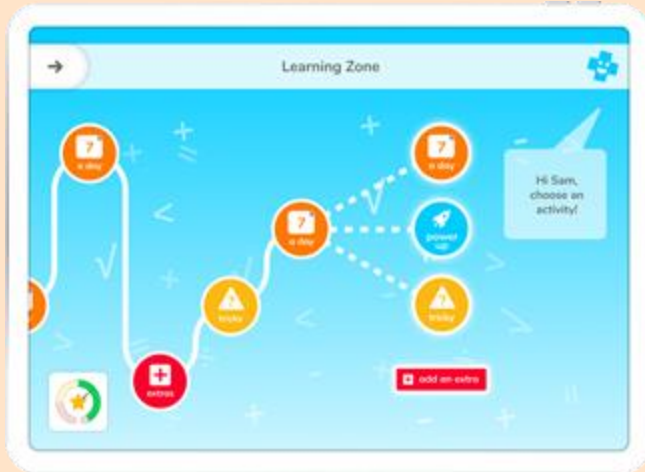 Learning Zone
7
a day
7
a day
Hi Sam,
choose an
activity!
7
a day
power
up
?
tricky
?
tricky
extras
add an extra